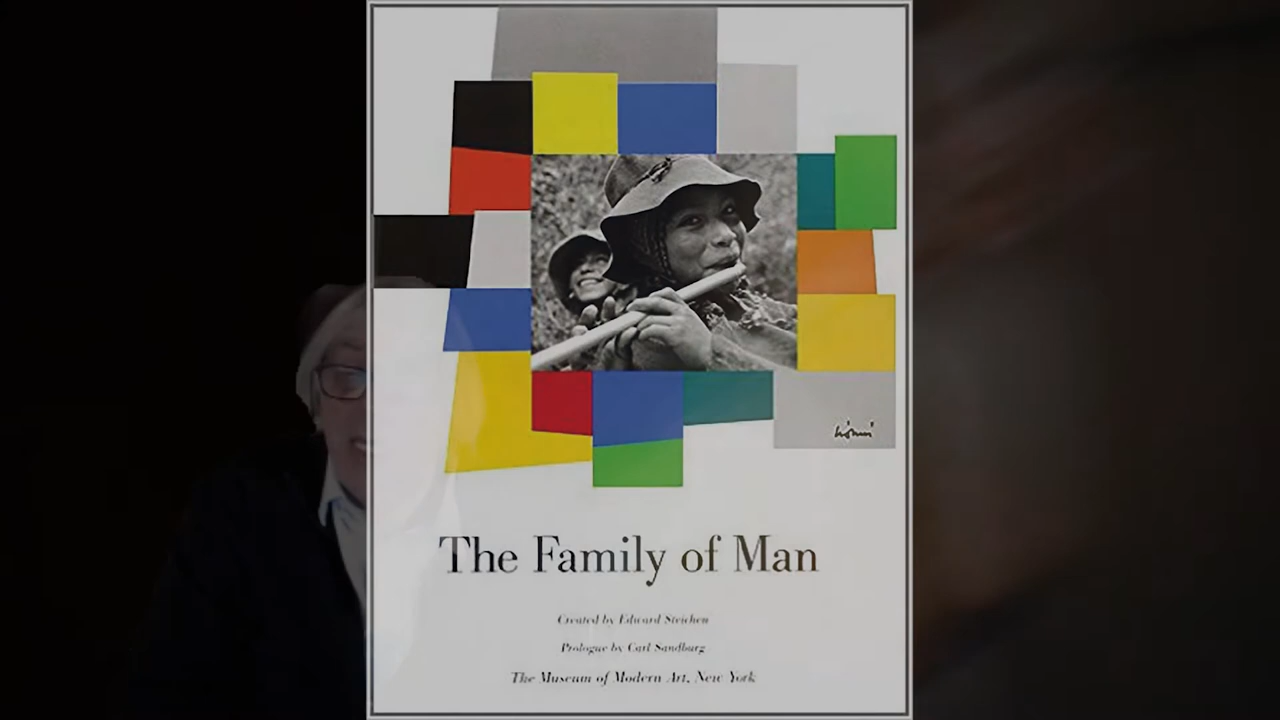 The Family of Man
Created by Edward Steichen
Prologue by Carl Sandburg
The Museum of Modern Art, New York